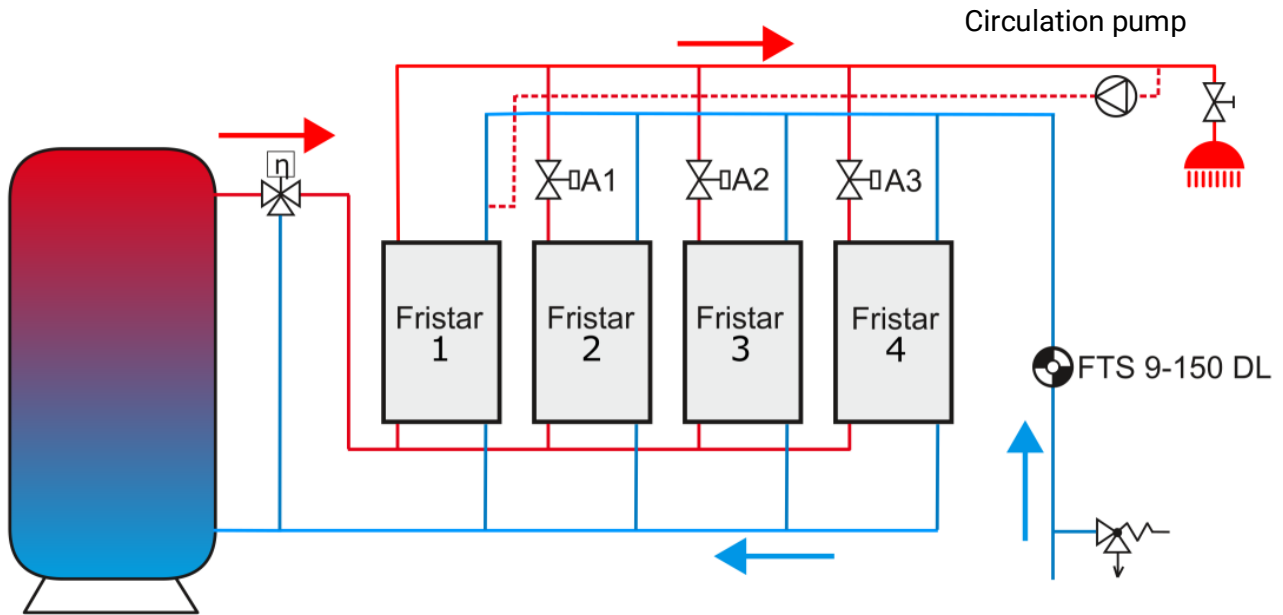 Circulation pump
η
A1
A2
A3
Fristar
1
Fristar
2
Fristar
3
Fristar
4
FTS 9-150 DL